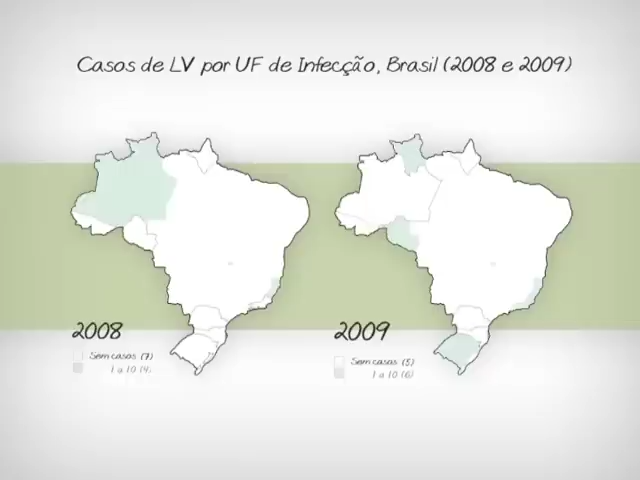 Casos de LV por UF de Infecção, Brasil (2008 e 2009)
2008
Sem casos (7)
1 a 10 (4)
2009
Sem casos (5)
1 a 10 (6)